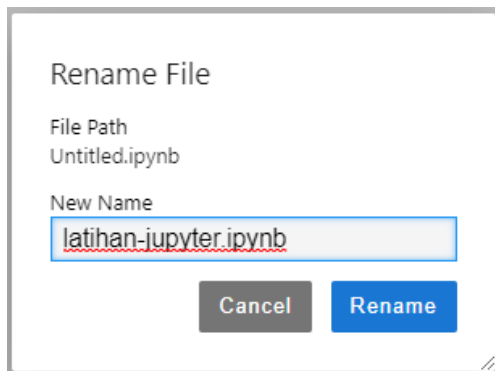 Rename File
File Path
Untitled.ipynb
New Name
latihan-jupyter.ipynb
Cancel Rename